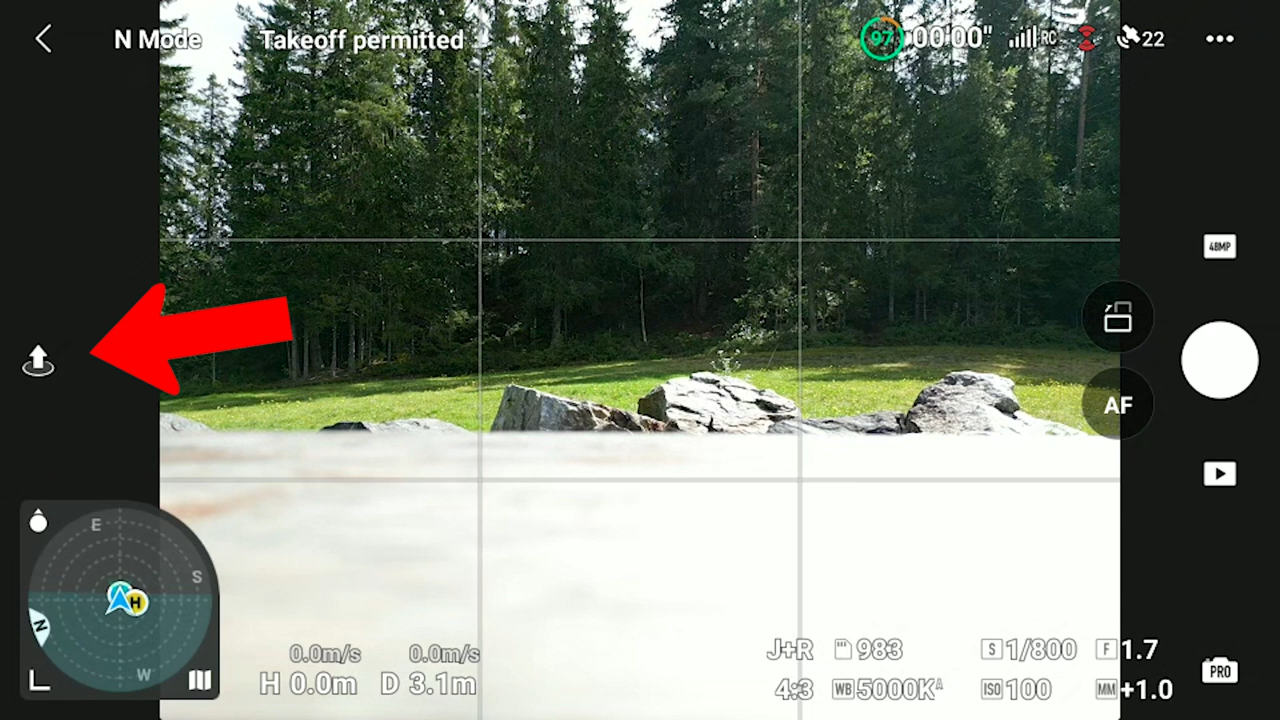 N Mode Takeoff permitted 97 00'00" RC 22
48MP
AF
E
S
H
N
W
0.0m/s 0.0m/s J+R 983 S 1/800 F 1.7
H 0.0m D 3.1m 4:3 WB 5000K A ISO 100 MM +1.0
PRO